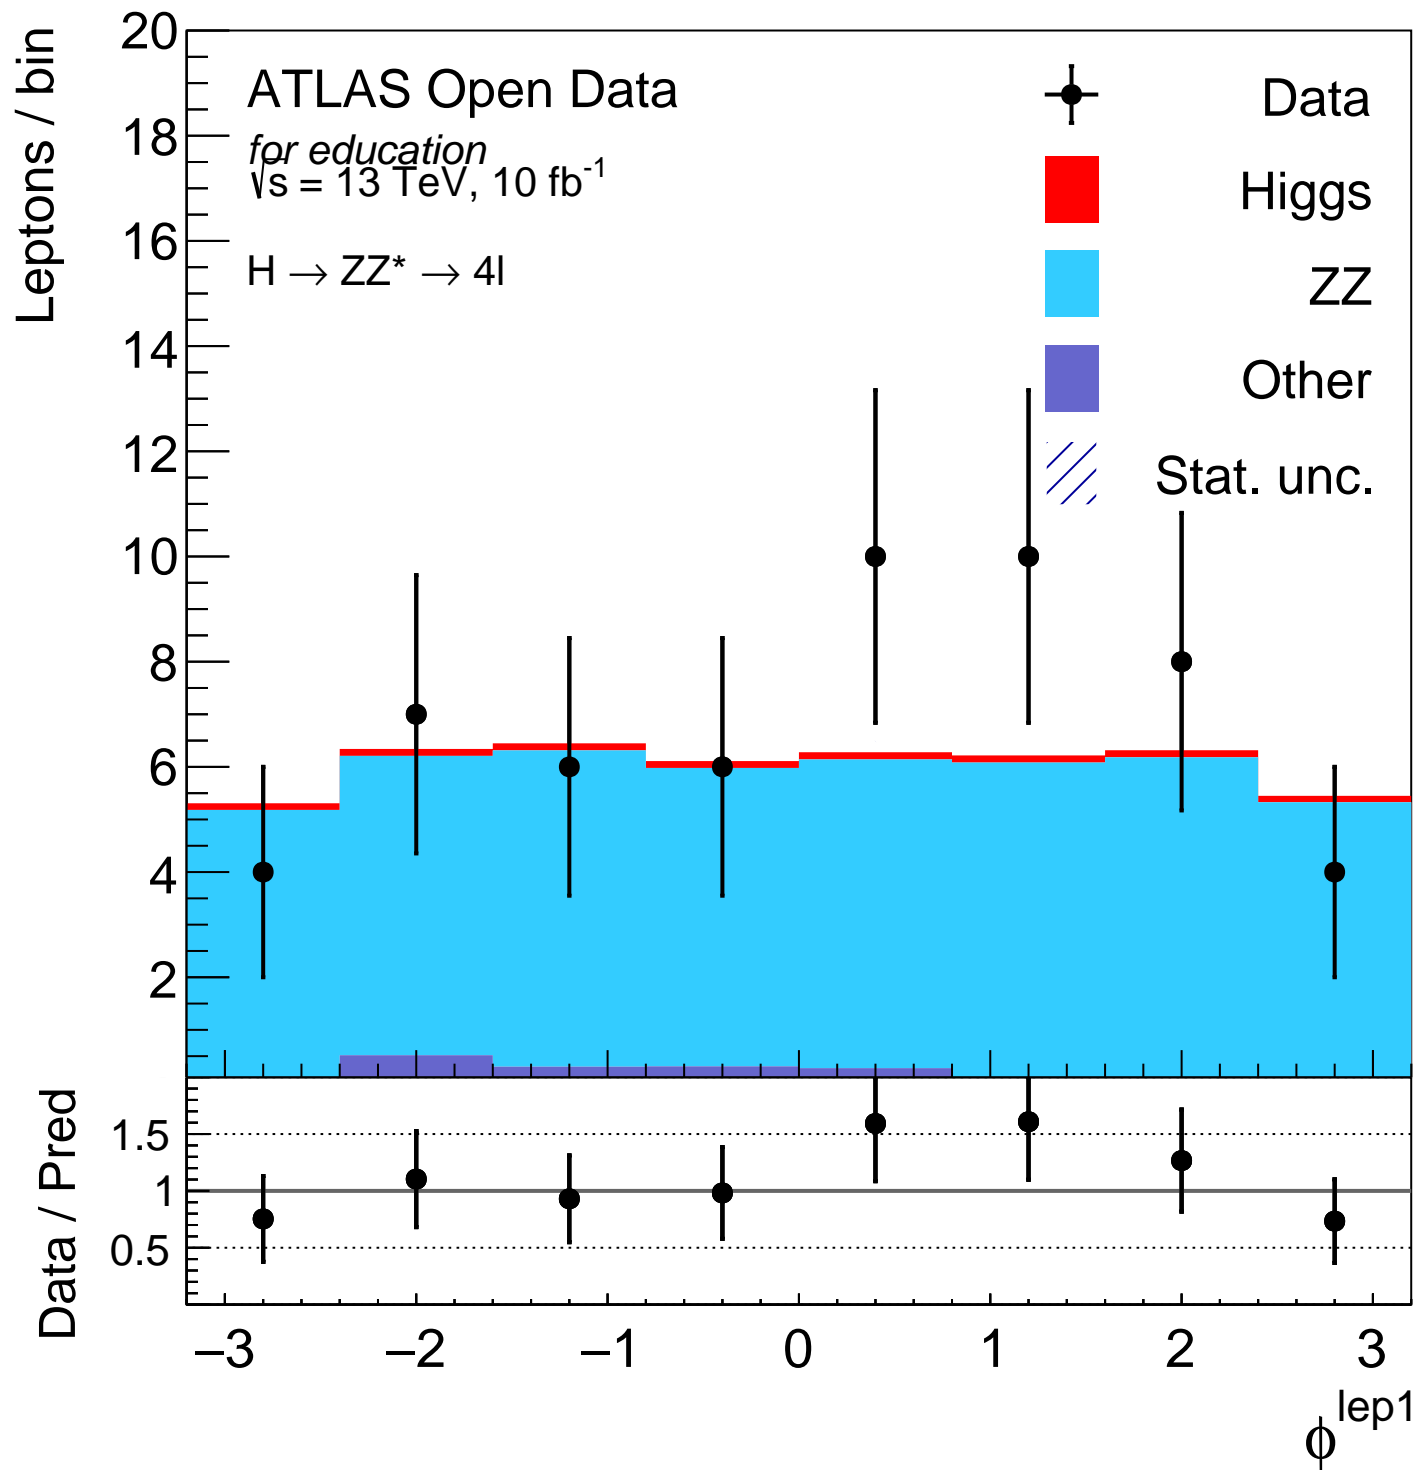 Leptons / bin
20
18
16
14
12
10
8
6
4
2
ATLAS Open Data
for education
√s = 13 TeV, 10 fb⁻¹
H → ZZ* → 4l
Data
Higgs
ZZ
Other
Stat. unc.
Data / Pred
1.5
1
0.5
−3 −2 −1 0 1 2 3
ϕ^lep1